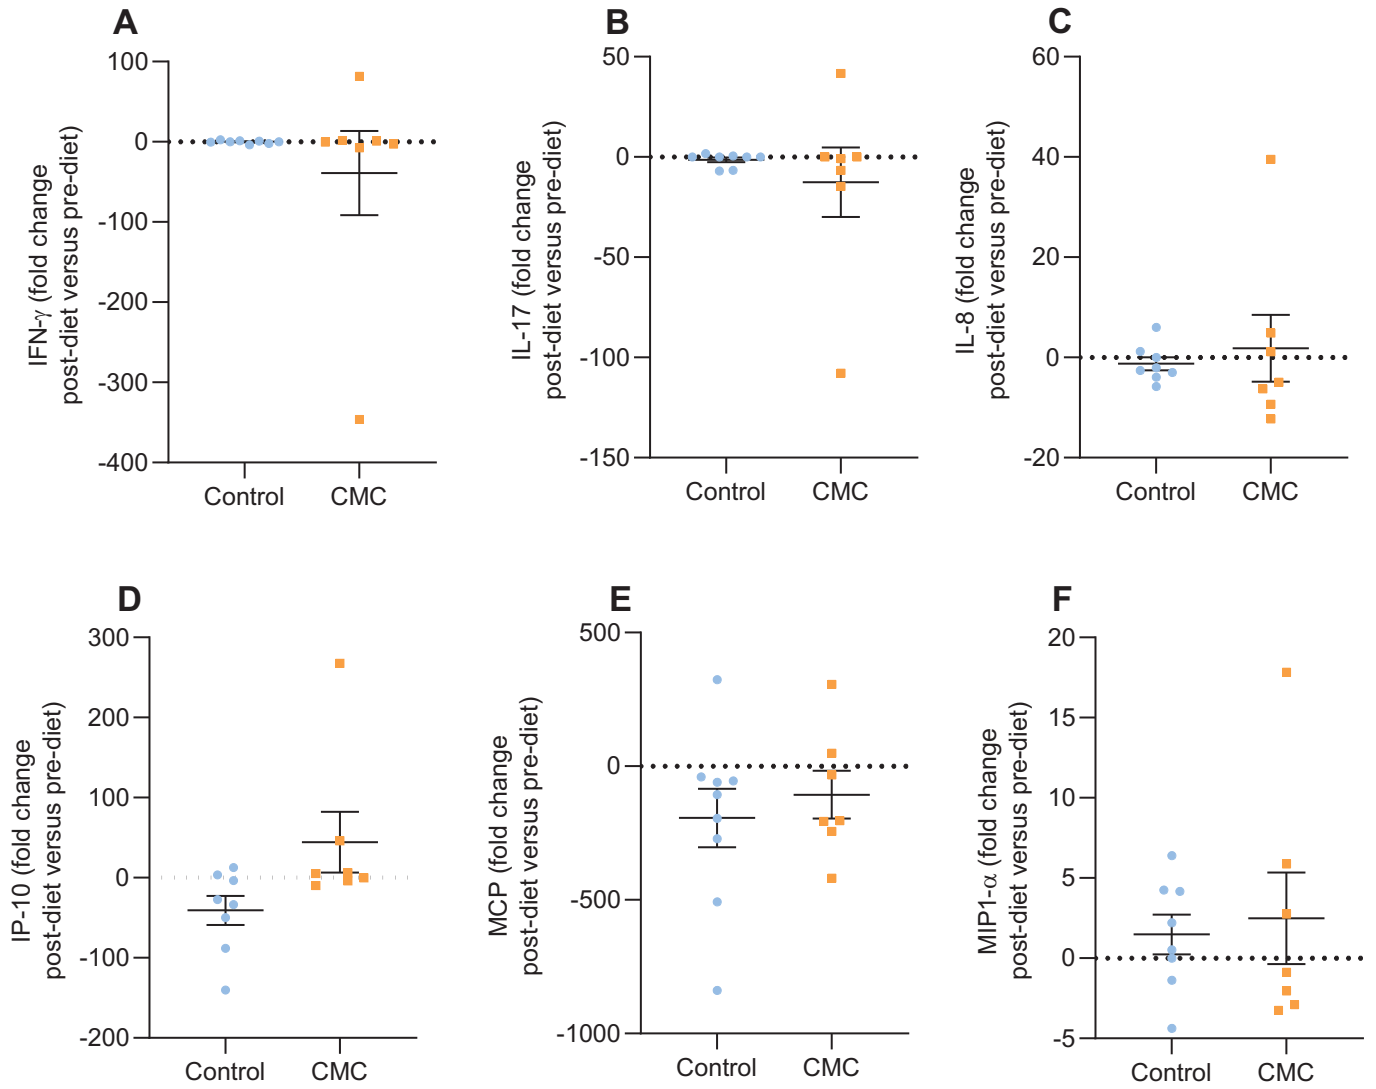 A
IFN-γ (fold change
post-diet versus pre-diet)
100
0
-100
-200
-300
-400
Control
CMC
B
IL-17 (fold change
post-diet versus pre-diet)
50
0
-50
-100
-150
Control
CMC
C
IL-8 (fold change
post-diet versus pre-diet)
60
40
20
0
-20
Control
CMC
D
IP-10 (fold change
post-diet versus pre-diet)
300
200
100
0
-100
-200
Control
CMC
E
MCP (fold change
post-diet versus pre-diet)
500
0
-500
-1000
Control
CMC
F
MIP1-α (fold change
post-diet versus pre-diet)
20
15
10
5
0
-5
Control
CMC